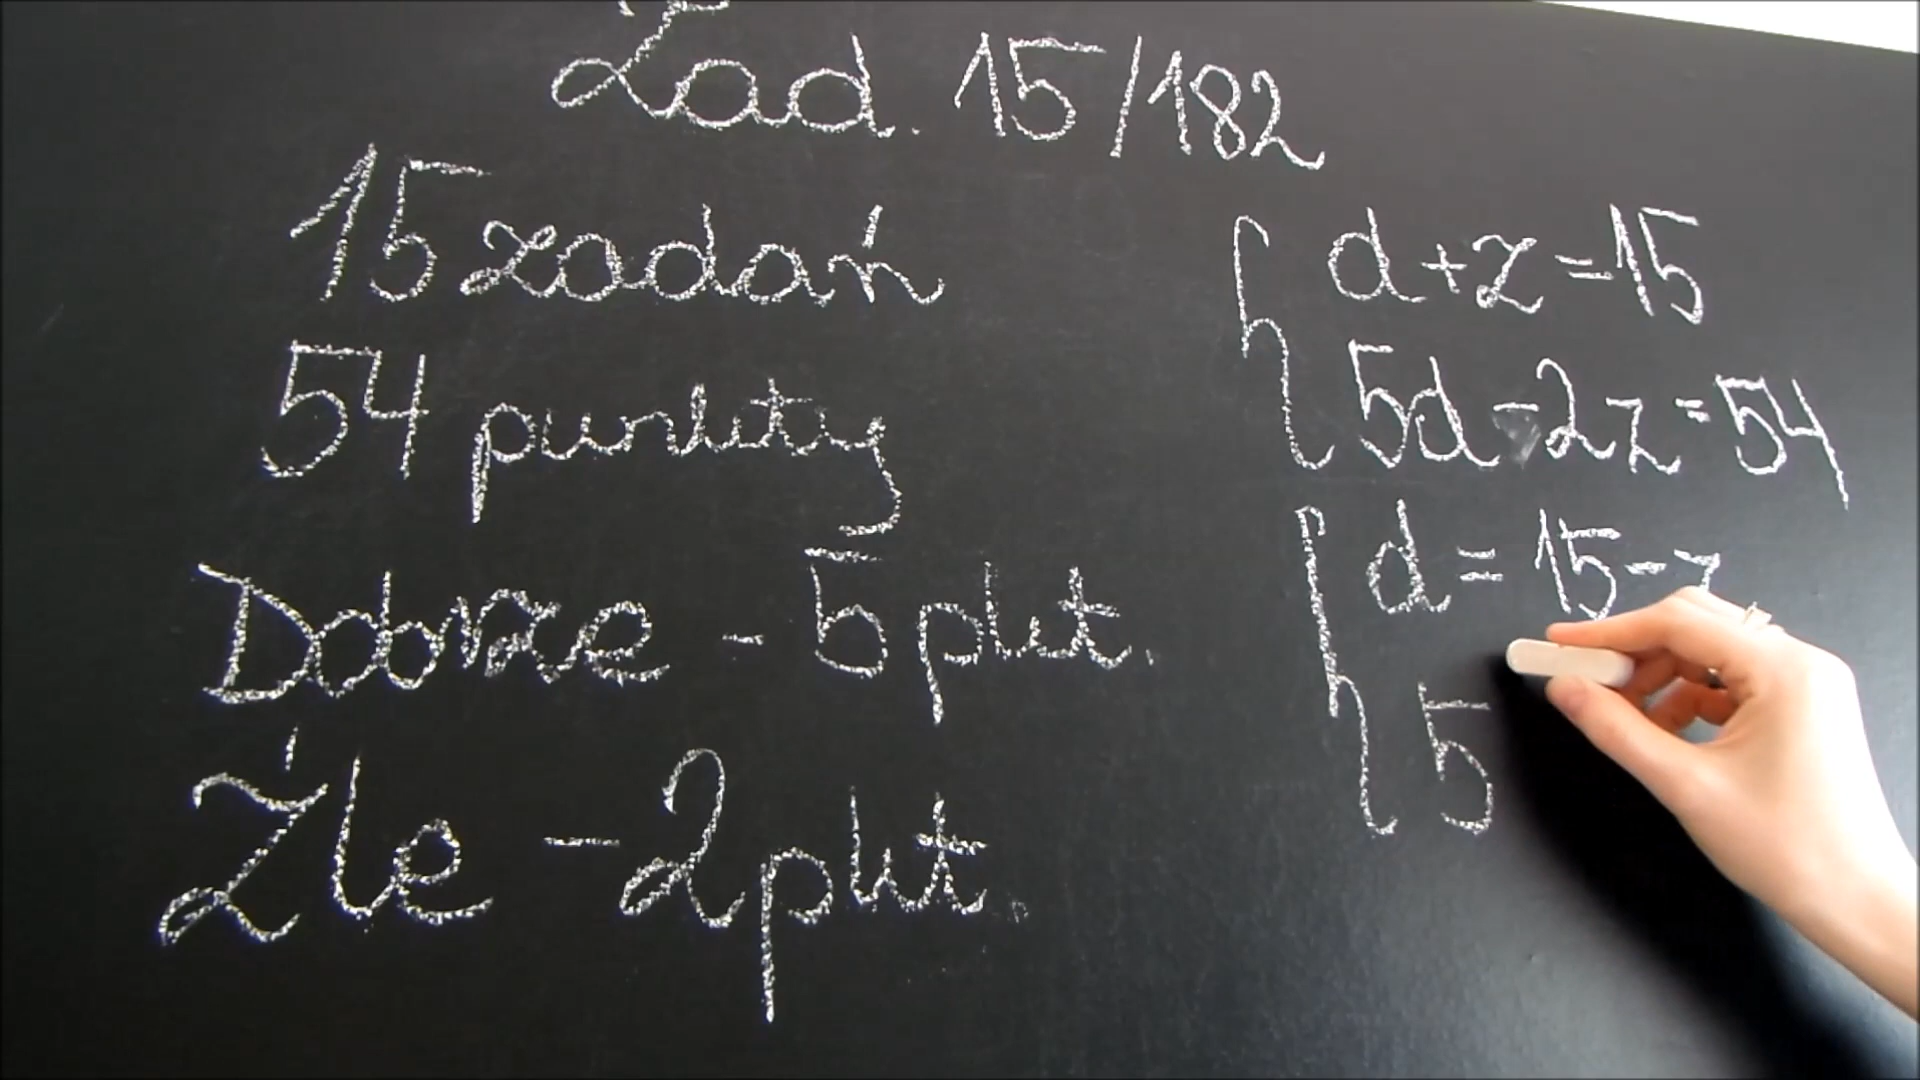 Zad. 15/182
15 zadań
54 punkty
Dobrze - 5 pkt.
Źle - 2 pkt.
d + z = 15
5d - 2z = 54
d = 15 - z
5